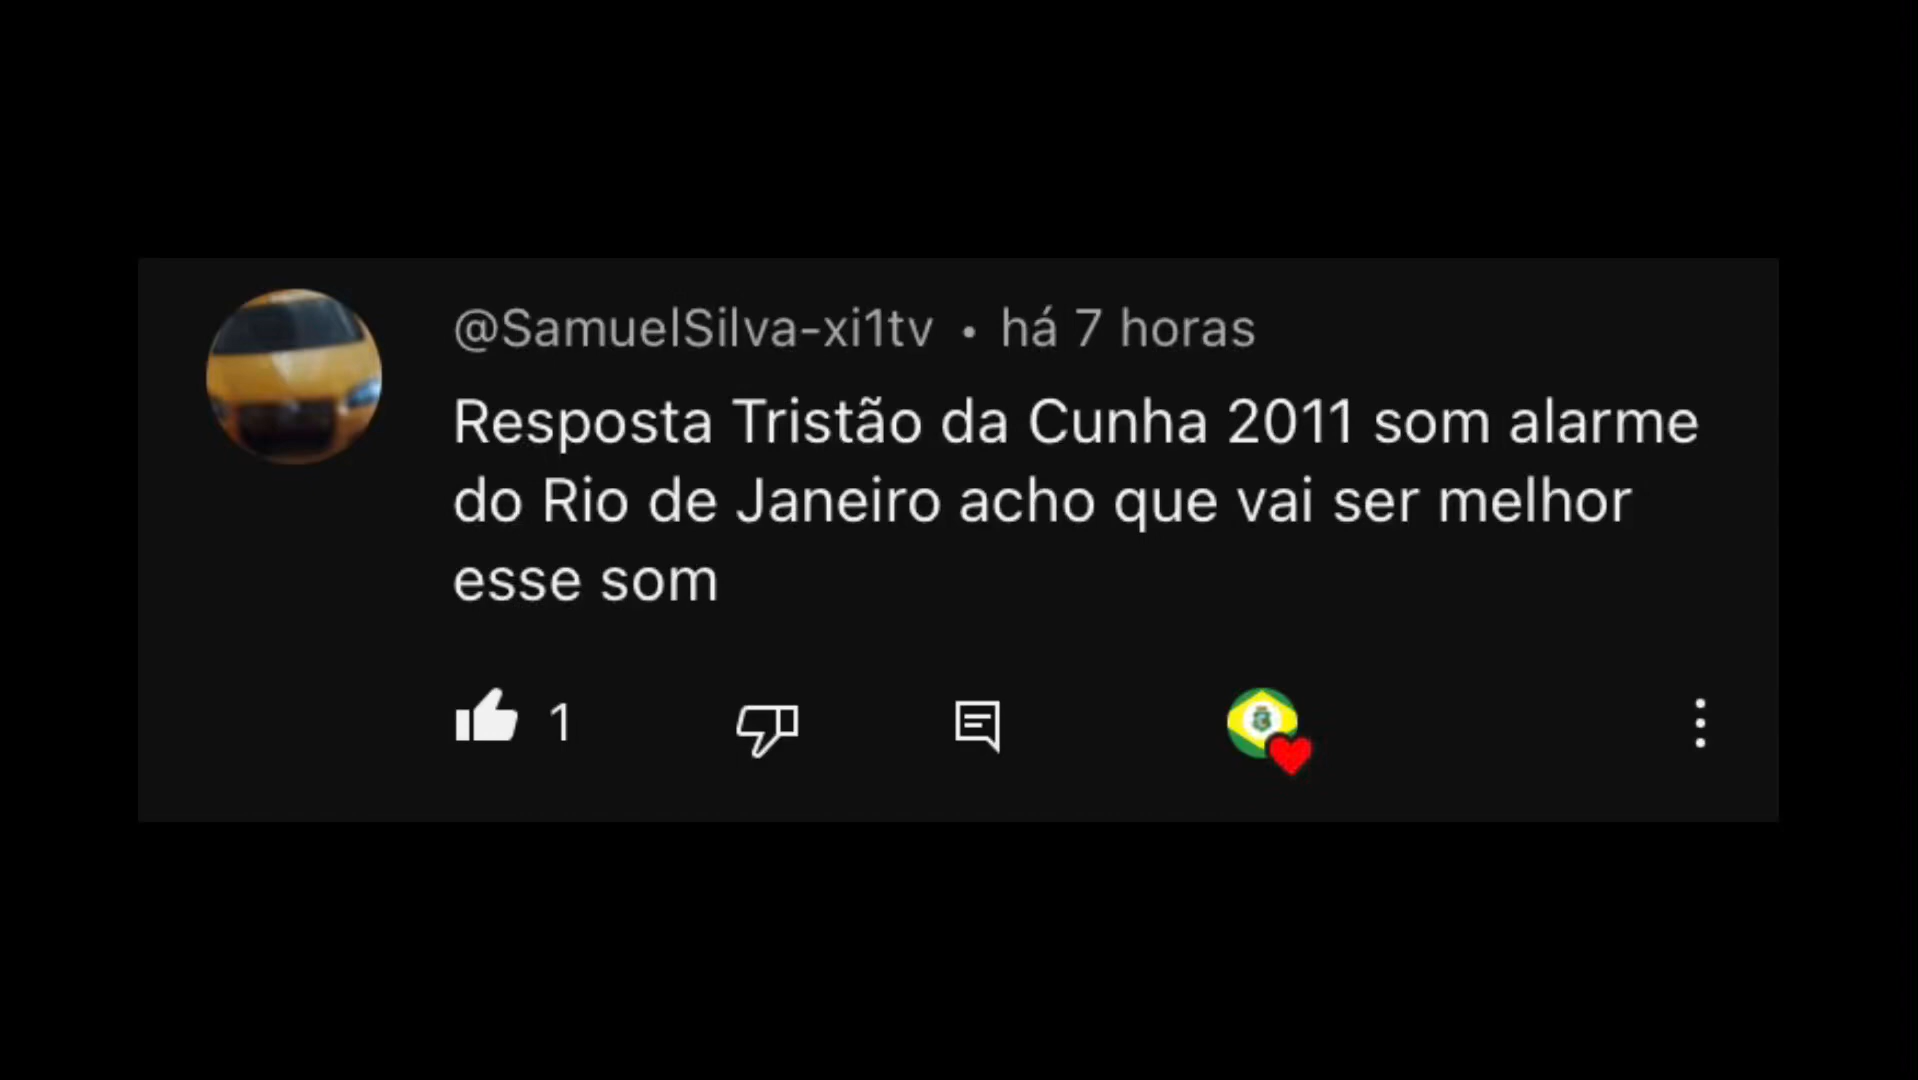 @SamuelSilva-xi1tv • há 7 horas
Resposta Tristão da Cunha 2011 som alarme
do Rio de Janeiro acho que vai ser melhor
esse som
1